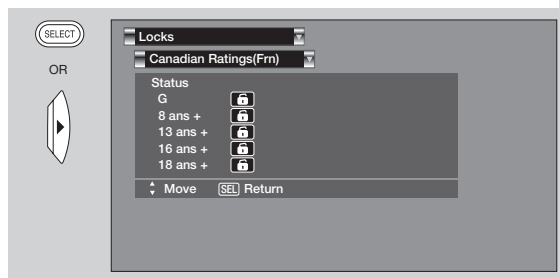 SELECT
OR
Locks
Canadian Ratings(Frn)
Status
G
8 ans +
13 ans +
16 ans +
18 ans +
Move SEL Return